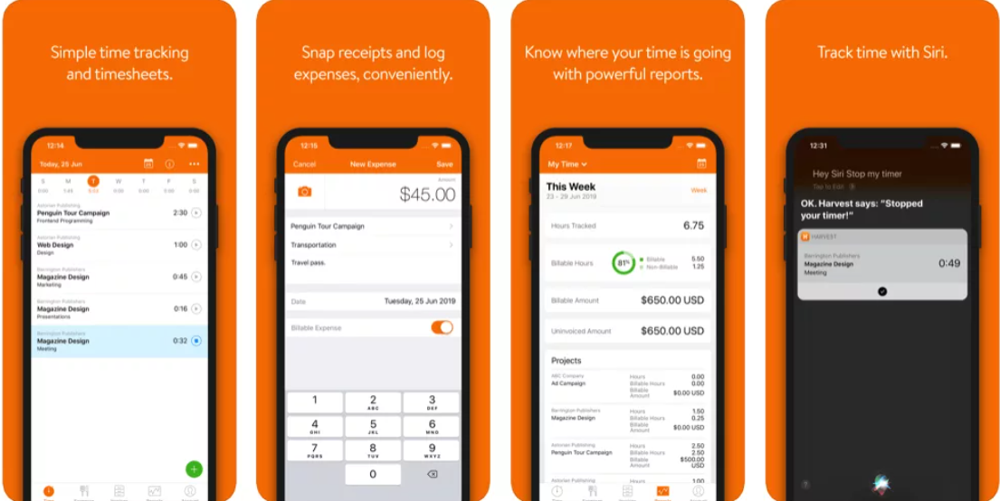 Simple time tracking
and timesheets.
12:14
Today, 25 Jun
S M T W T F S
0:00 1:45 0:00 0:00 0:00 0:00
Astorian Publishing
Penguin Tour Campaign
2:30
Frontend Programming
Astorian Publishing
Web Design
1:00
Design
Barrington Publishers
Magazine Design
0:45
Marketing
Barrington Publishers
Magazine Design
0:16
Presentations
Barrington Publishers
Magazine Design
0:32
Meeting
Snap receipts and log
expenses, conveniently.
12:15
Cancel New Expense Save
Amount
$45.00
Penguin Tour Campaign
Transportation
Travel pass.
Date Tuesday, 25 Jun 2019
Billable Expense
1 2 3
ABC DEF
4 5 6
GHI JKL MNO
7 8 9
PQRS TUV WXYZ
0
Know where your time is going
with powerful reports.
12:17
My Time
This Week
Week
23 - 29 Jun 2019
Hours Tracked 6.75
Billable Hours 81% Billable 5.50
Non-Billable 1.25
Billable Amount $650.00 USD
Uninvoiced Amount $650.00 USD
Projects
ABC Company
Ad Campaign
Hours 0.00
Billable Hours 0.00
Billable
Amount $0.00 USD
Barrington Publishers
Magazine Design
Hours 1.50
Billable Hours 0.25
Billable
Amount $0.00 USD
Astorian Publishing
Penguin Tour Campaign
Hours 2.50
Billable Hours 2.50
Billable
Amount $500.00
USD
Astorian Publishing
Hours 1.00
Track time with Siri.
12:31
Hey Siri Stop my timer
Tap to Edit
OK. Harvest says: “Stopped
your timer!”
HARVEST
Barrington Publishers
Magazine Design
0:49
Meeting